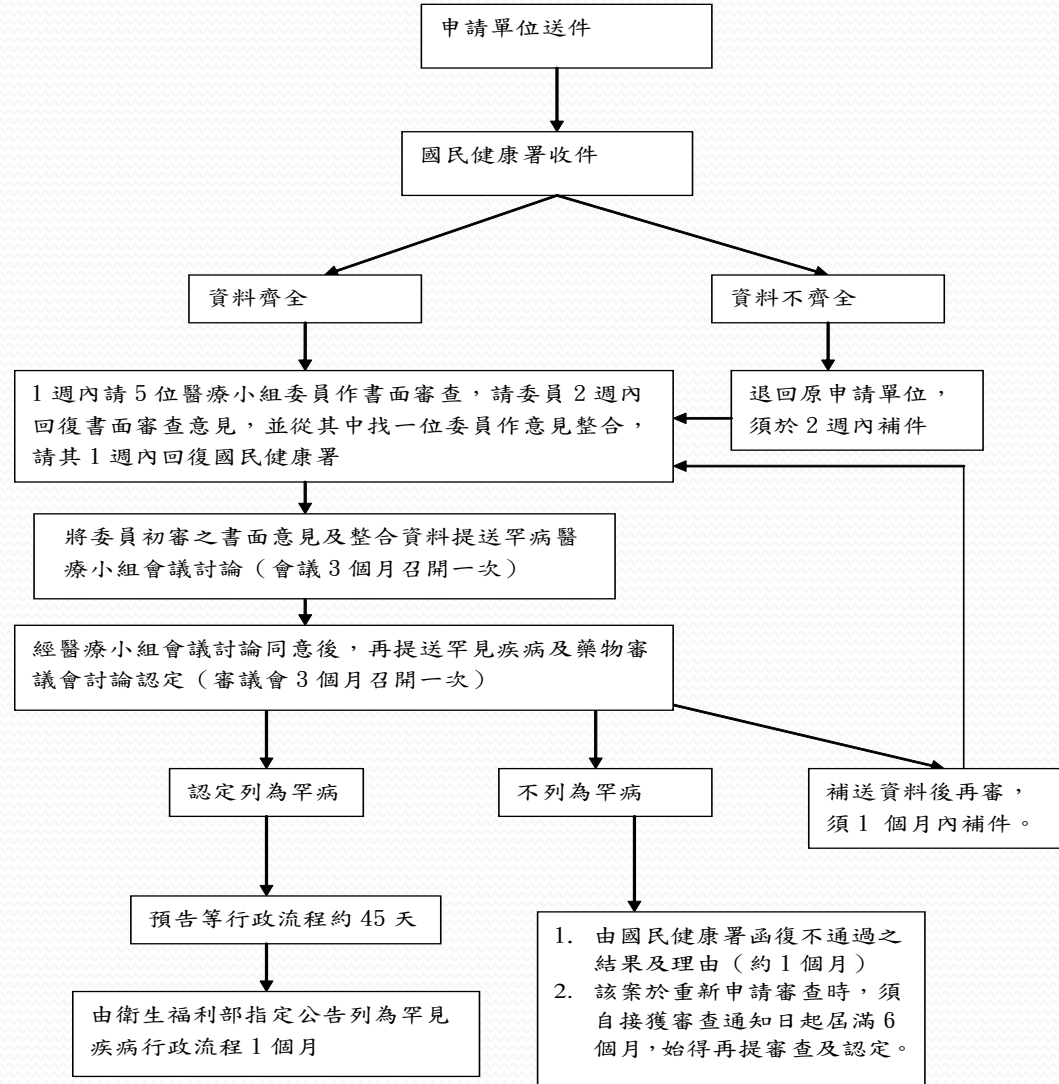 申請單位送件
國民健康署收件
資料齊全
資料不齊全
1 週內請 5 位醫療小組委員作書面審查，請委員 2 週內
回復書面審查意見，並從其中找一位委員作意見整合，
請其 1 週內回復國民健康署
退回原申請單位，
須於 2 週內補件
將委員初審之書面意見及整合資料提送罕病醫
療小組會議討論（會議 3 個月召開一次）
經醫療小組會議討論同意後，再提送罕見疾病及藥物審
議會討論認定（審議會 3 個月召開一次）
認定列為罕病
不列為罕病
補送資料後再審，
須 1 個月內補件。
預告等行政流程約 45 天
由衛生福利部指定公告列為罕見
疾病行政流程 1 個月
1. 由國民健康署函復不通過之
結果及理由（約 1 個月）
2. 該案於重新申請審查時，須
自接獲審查通知日起屆滿 6
個月，始得再提審查及認定。